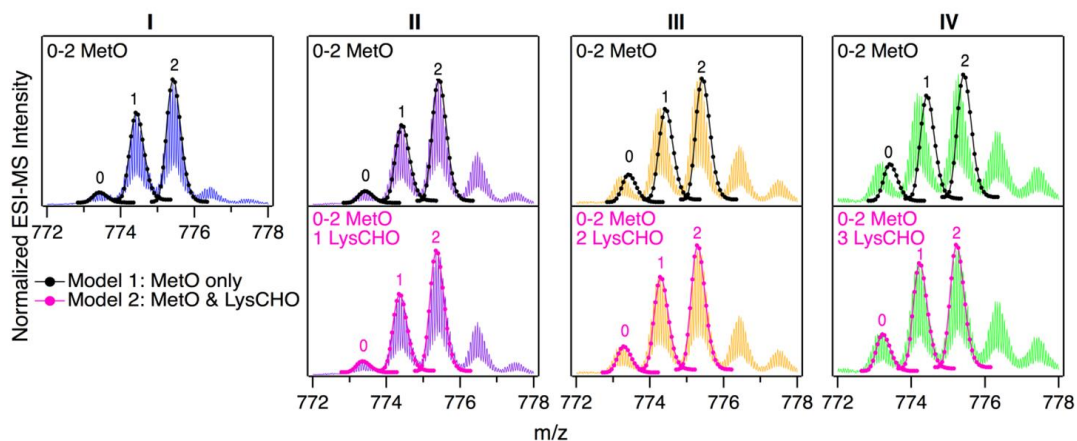 I
II
III
IV
Normalized ESI-MS Intensity
0-2 MetO
0
1
2
0-2 MetO
0
1
2
0-2 MetO
0
1
2
0-2 MetO
0
1
2
772 774 776 778
Model 1: MetO only
Model 2: MetO & LysCHO
0-2 MetO
1 LysCHO
0
1
2
0-2 MetO
2 LysCHO
0
1
2
0-2 MetO
3 LysCHO
0
1
2
772 774 776 778
772 774 776 778
772 774 776 778
m/z